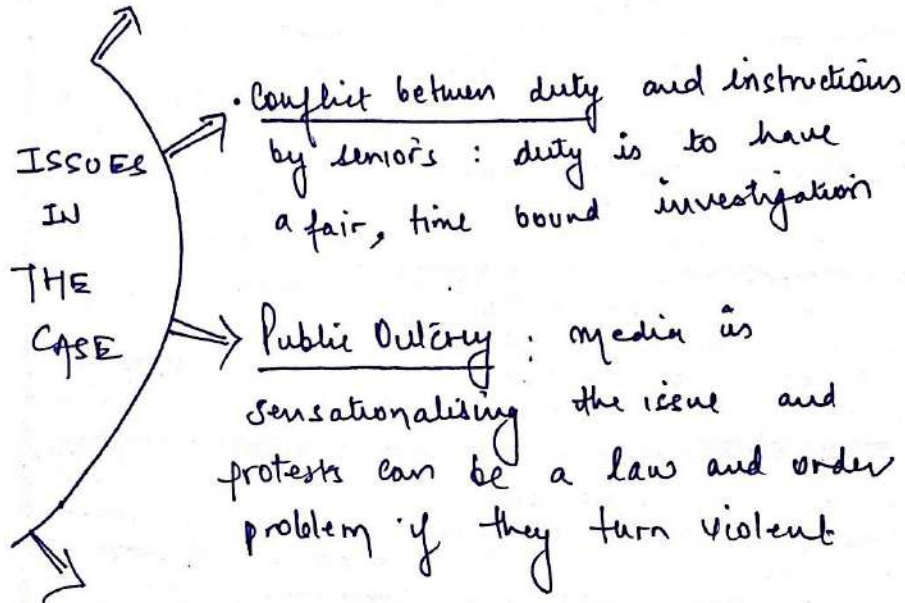 ISSUES
IN
THE
CASE
• Conflict between duty and instructions
by seniors : duty is to have
a fair, time bound investigation
Public Outcry : media is
sensationalising the issue and
protests can be a law and order
problem if they turn violent